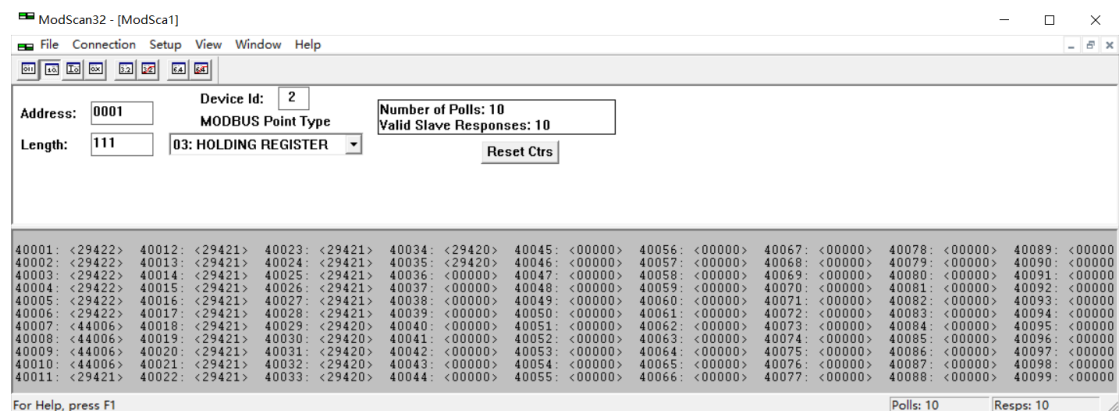 ModScan32 - [ModSca1]
File Connection Setup View Window Help
Address: 0001
Device Id: 2
MODBUS Point Type
Length: 111
03: HOLDING REGISTER
Number of Polls: 10
Valid Slave Responses: 10
Reset Ctrs
40001: <29422> 40012: <29421> 40023: <29421> 40034: <29420> 40045: <00000> 40056: <00000> 40067: <00000> 40078: <00000> 40089: <00000
40002: <29422> 40013: <29421> 40024: <29421> 40035: <29420> 40046: <00000> 40057: <00000> 40068: <00000> 40079: <00000> 40090: <00000
40003: <29422> 40014: <29421> 40025: <29421> 40036: <00000> 40047: <00000> 40058: <00000> 40069: <00000> 40080: <00000> 40091: <00000
40004: <29422> 40015: <29421> 40026: <29421> 40037: <00000> 40048: <00000> 40059: <00000> 40070: <00000> 40081: <00000> 40092: <00000
40005: <29422> 40016: <29421> 40027: <29421> 40038: <00000> 40049: <00000> 40060: <00000> 40071: <00000> 40082: <00000> 40093: <00000
40006: <29422> 40017: <29421> 40028: <29421> 40039: <00000> 40050: <00000> 40061: <00000> 40072: <00000> 40083: <00000> 40094: <00000
40007: <44006> 40018: <29421> 40029: <29420> 40040: <00000> 40051: <00000> 40062: <00000> 40073: <00000> 40084: <00000> 40095: <00000
40008: <44006> 40019: <29421> 40030: <29420> 40041: <00000> 40052: <00000> 40063: <00000> 40074: <00000> 40085: <00000> 40096: <00000
40009: <44006> 40020: <29421> 40031: <29420> 40042: <00000> 40053: <00000> 40064: <00000> 40075: <00000> 40086: <00000> 40097: <00000
40010: <44006> 40021: <29421> 40032: <29420> 40043: <00000> 40054: <00000> 40065: <00000> 40076: <00000> 40087: <00000> 40098: <00000
40011: <29421> 40022: <29421> 40033: <29420> 40044: <00000> 40055: <00000> 40066: <00000> 40077: <00000> 40088: <00000> 40099: <00000
For Help, press F1
Polls: 10
Resps: 10